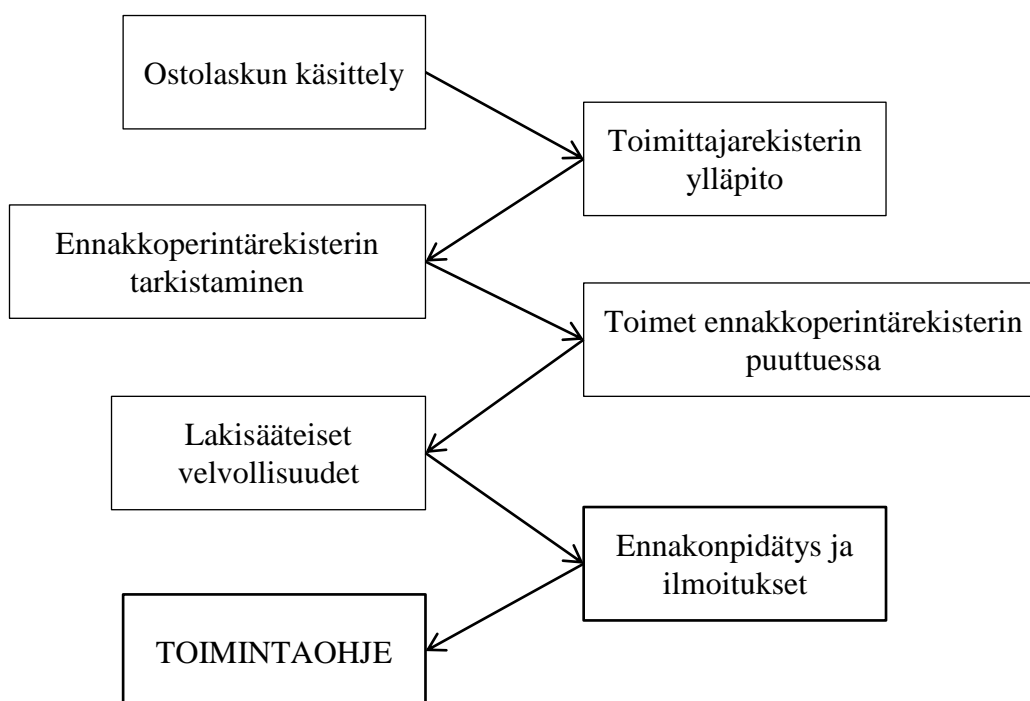 Ostolaskun käsittely
Toimittajarekisterin
ylläpito
Ennakkoperintärekisterin
tarkistaminen
Toimet ennakkoperintärekisterin
puuttuessa
Lakisääteiset
velvollisuudet
Ennakonpidätys ja
ilmoitukset
TOIMINTAOHJE